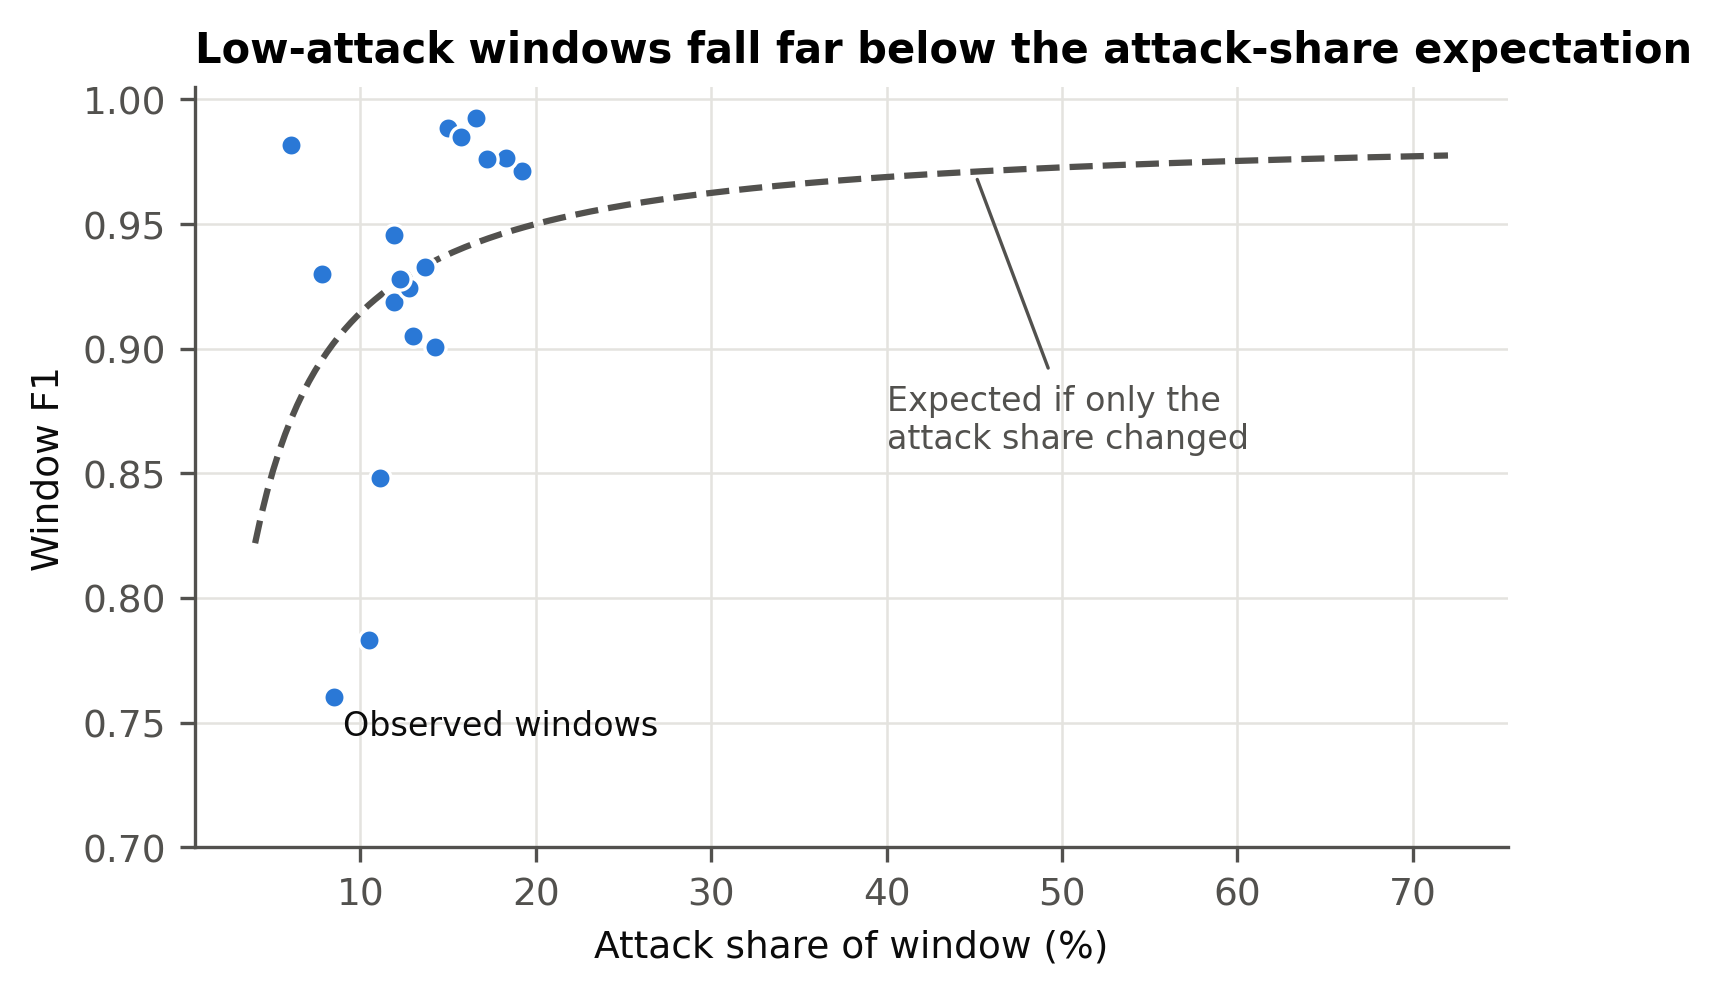 Low-attack windows fall far below the attack-share expectation
1.00
0.95
0.90
0.85
0.80
0.75
0.70
Window F1
Expected if only the
attack share changed
Observed windows
10 20 30 40 50 60 70
Attack share of window (%)